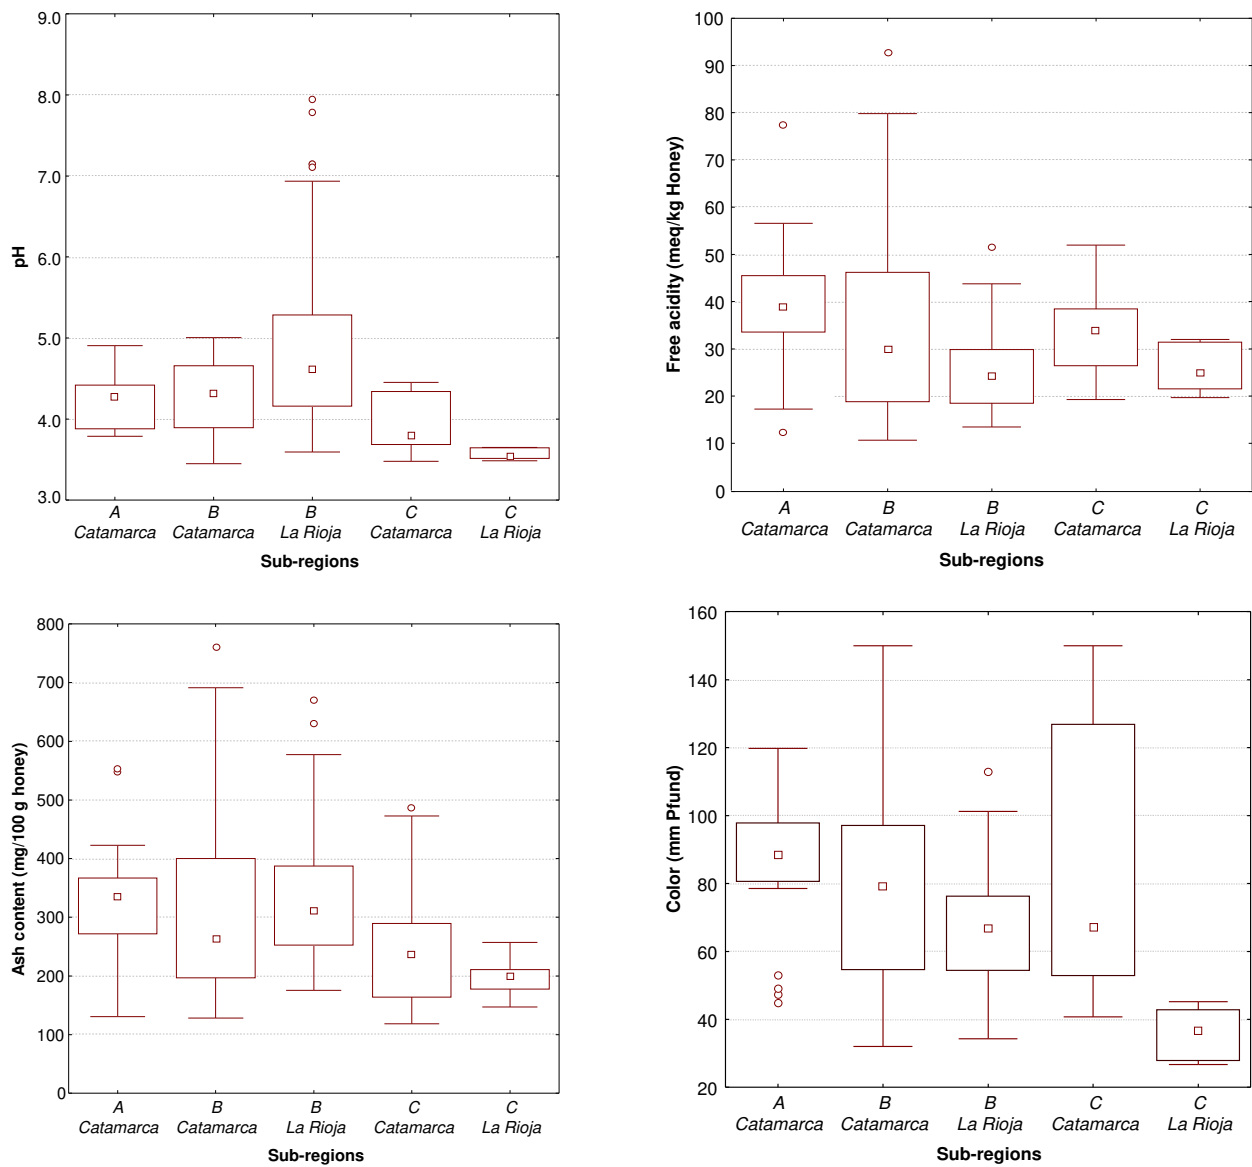 9.0
8.0
7.0
6.0
5.0
4.0
3.0
pH
A B B C C
Catamarca Catamarca La Rioja Catamarca La Rioja
Sub-regions
100
90
80
70
60
50
40
30
20
10
0
Free acidity (meq/kg Honey)
A B B C C
Catamarca Catamarca La Rioja Catamarca La Rioja
Sub-regions
800
700
600
500
400
300
200
100
0
Ash content (mg/100 g honey)
A B B C C
Catamarca Catamarca La Rioja Catamarca La Rioja
Sub-regions
160
140
120
100
80
60
40
20
Color (mm Pfund)
A B B C C
Catamarca Catamarca La Rioja Catamarca La Rioja
Sub-regions